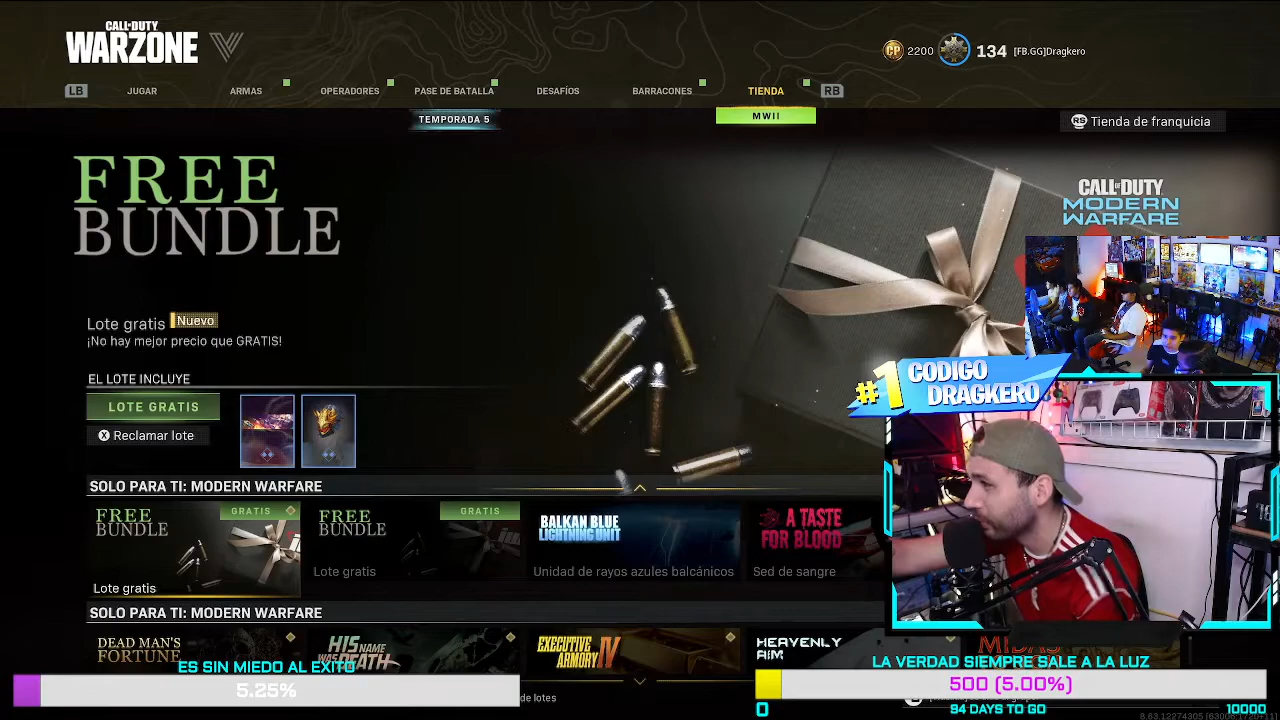 CALL OF DUTY
WARZONE
CP 2200 134 [FB.GG]Dragkero
LB JUGAR ARMAS OPERADORES PASE DE BATALLA DESAFÍOS BARRACONES TIENDA RB
TEMPORADA 5 MWII
RS Tienda de franquicia
FREE
BUNDLE
CALL OF DUTY
MODERN
WARFARE
Lote gratis Nuevo
¡No hay mejor precio que GRATIS!
EL LOTE INCLUYE
LOTE GRATIS
X Reclamar lote
#1 CODIGO
DRAGKERO
SOLO PARA TI: MODERN WARFARE
FREE
BUNDLE
GRATIS
Lote gratis
FREE
BUNDLE
GRATIS
Lote gratis
BALKAN BLUE
LIGHTNING UNIT
Unidad de rayos azules balcánicos
A TASTE
FOR BLOOD
Sed de sangre
SOLO PARA TI: MODERN WARFARE
DEAD MAN'S
FORTUNE
HIS NAME
WAS DEATH
EXECUTIVE
ARMORY IV
HEAVENLY
AIM
MIDAS
ES SIN MIEDO AL EXITO
5.25%
de lotes
LA VERDAD SIEMPRE SALE A LA LUZ
500 (5.00%)
0 94 DAYS TO GO 10000